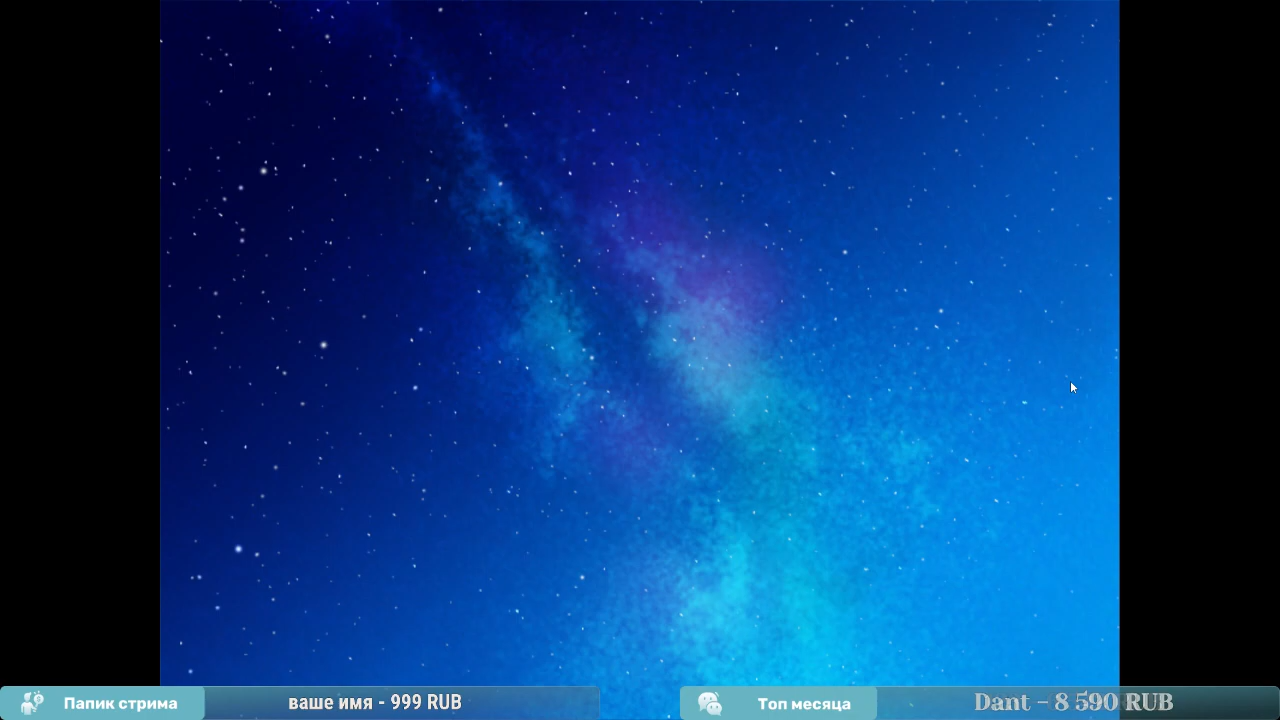 Папик стрима
ваше имя - 999 RUB
Топ месяца
Dant - 8 590 RUB